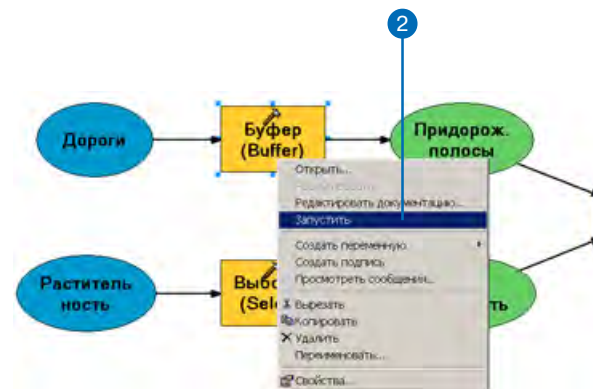 2
Дороги
Буфер
(Buffer)
Придорож.
полосы
Открыть...
Редактировать документацию...
Запустить
Создать переменную
Создать подпись
Просмотреть сообщения...
Раститель
ность
Выбо
(Sele
ть
Вырезать
Копировать
Удалить
Переименовать...
Свойства...